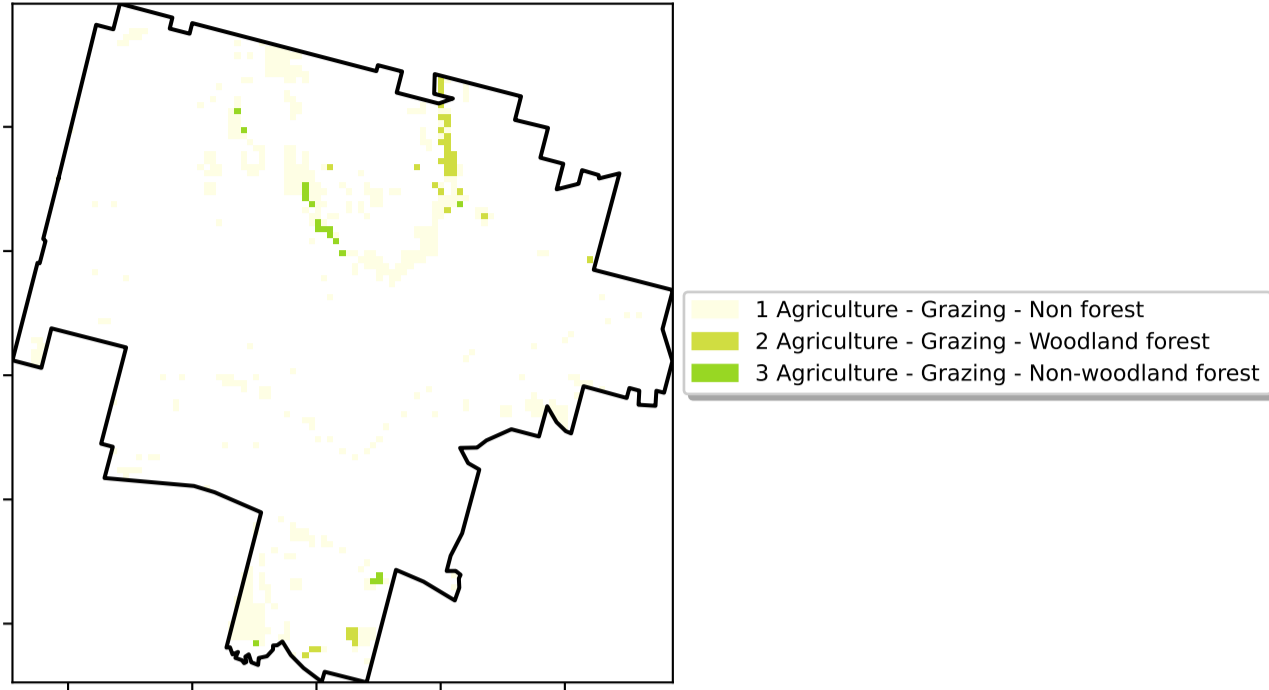 1 Agriculture - Grazing - Non forest
2 Agriculture - Grazing - Woodland forest
3 Agriculture - Grazing - Non-woodland forest